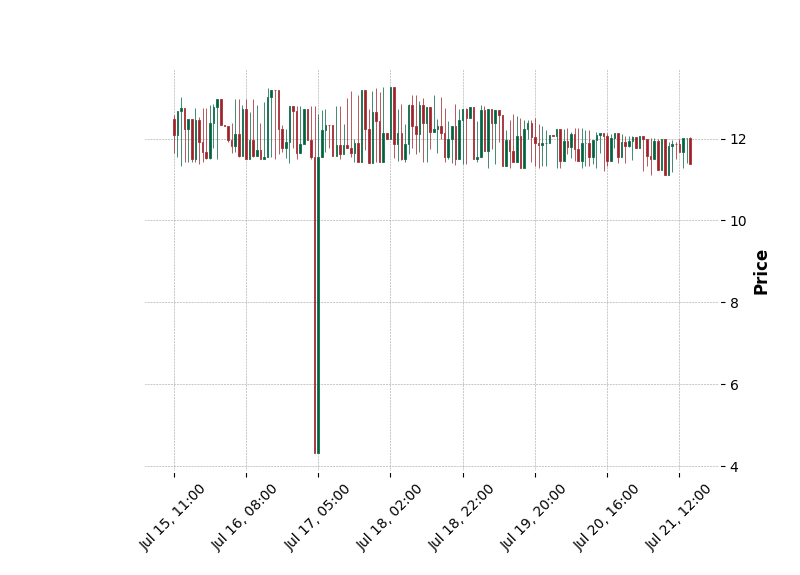 12
10
8
6
4
Price
Jul 15, 11:00
Jul 16, 08:00
Jul 17, 05:00
Jul 18, 02:00
Jul 18, 22:00
Jul 19, 20:00
Jul 20, 16:00
Jul 21, 12:00